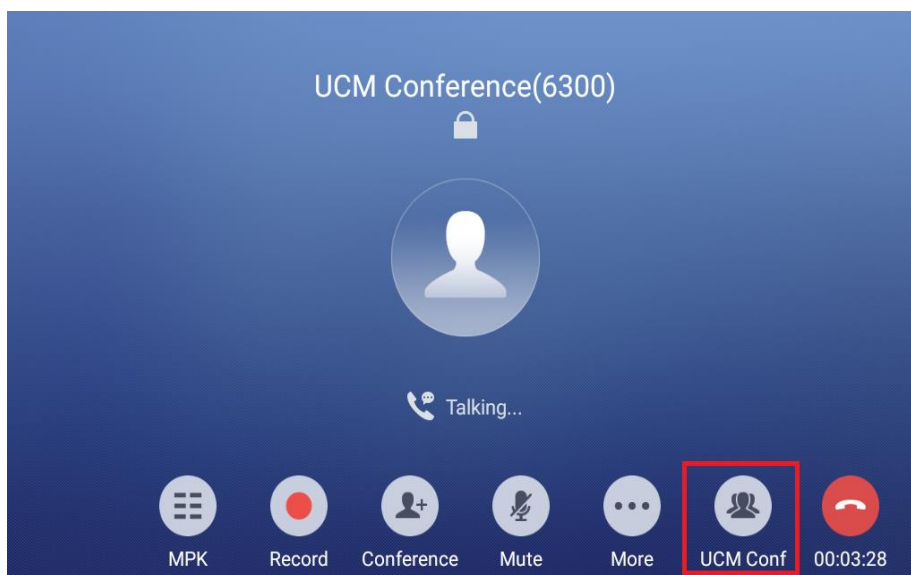 UCM Conference(6300)
Talking...
MPK Record Conference Mute More UCM Conf 00:03:28